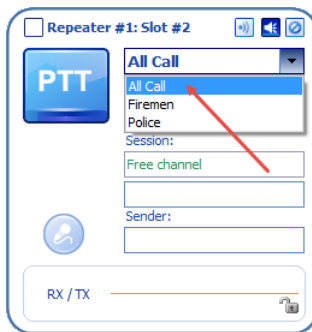 Repeater #1: Slot #2
PTT
All Call
All Call
Firemen
Police
Session:
Free channel
Sender:
RX / TX